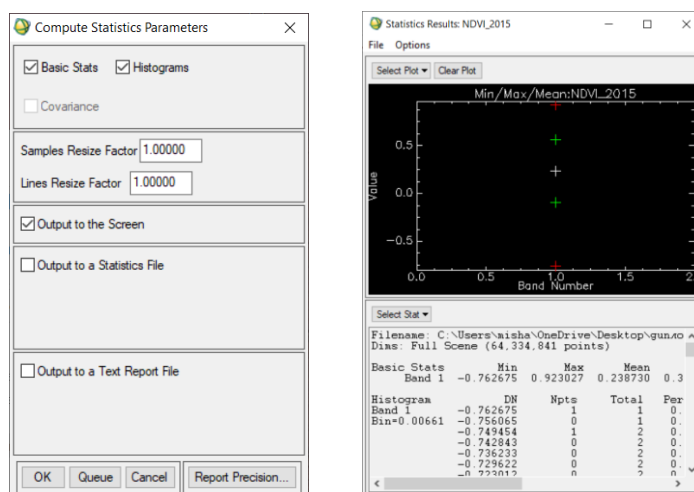 Compute Statistics Parameters
Basic Stats Histograms
Covariance
Samples Resize Factor 1.00000
Lines Resize Factor 1.00000
Output to the Screen
Output to a Statistics File
Output to a Text Report File
OK Queue Cancel Report Precision...
Statistics Results: NDVI_2015
File Options
Select Plot Clear Plot
Min/Max/Mean:NDVI_2015
Value
0.5
0.0
-0.5
0.0 0.5 1.0 1.5 2.
Band Number
Select Stat
Filename: C:\Users\misha\OneDrive\Desktop\дипло
Dims: Full Scene (64,334,841 points)
Basic Stats Min Max Mean
Band 1 -0.762675 0.923027 0.238730 0.3
Histogram DN Npts Total Per
Band 1 -0.762675 1 1 0.
Bin=0.00661 -0.756065 0 1 0.
-0.749454 1 2 0.
-0.742843 0 2 0.
-0.736233 0 2 0.
-0.729622 0 2 0.
-0.723012 0 2 0.